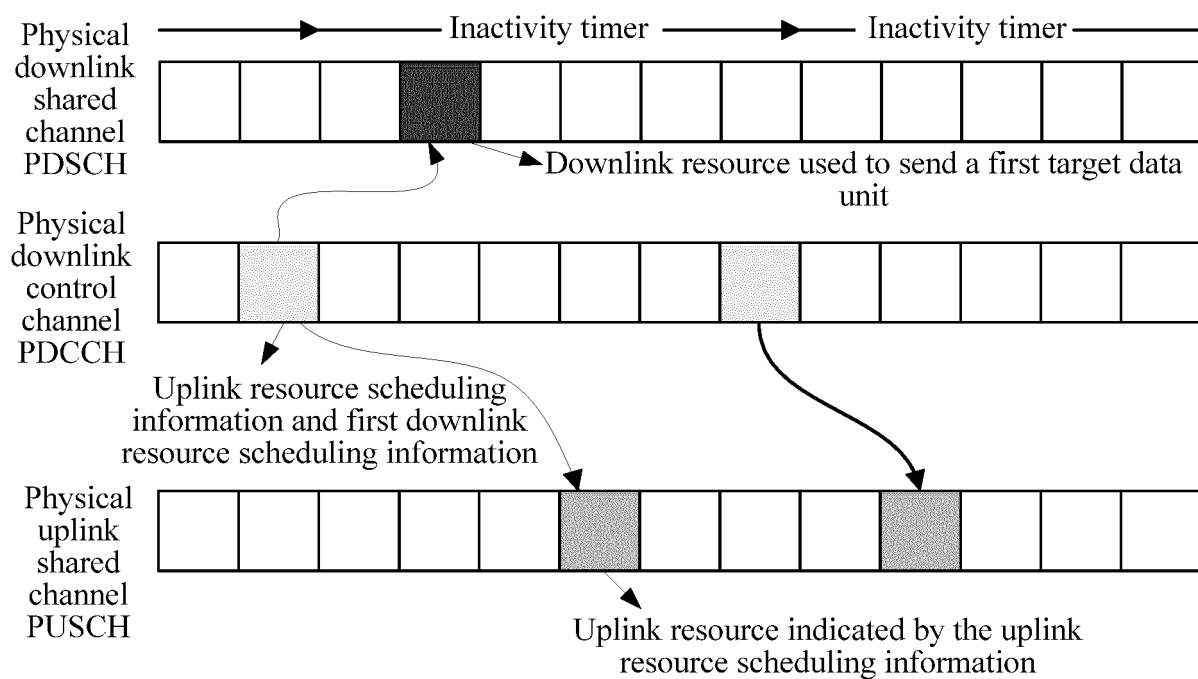 Inactivity timer
Inactivity timer
Physical
downlink
shared
channel
PDSCH
Downlink resource used to send a first target data
unit
Physical
downlink
control
channel
PDCCH
Uplink resource scheduling
information and first downlink
resource scheduling information
Physical
uplink
shared
channel
PUSCH
Uplink resource indicated by the uplink
resource scheduling information